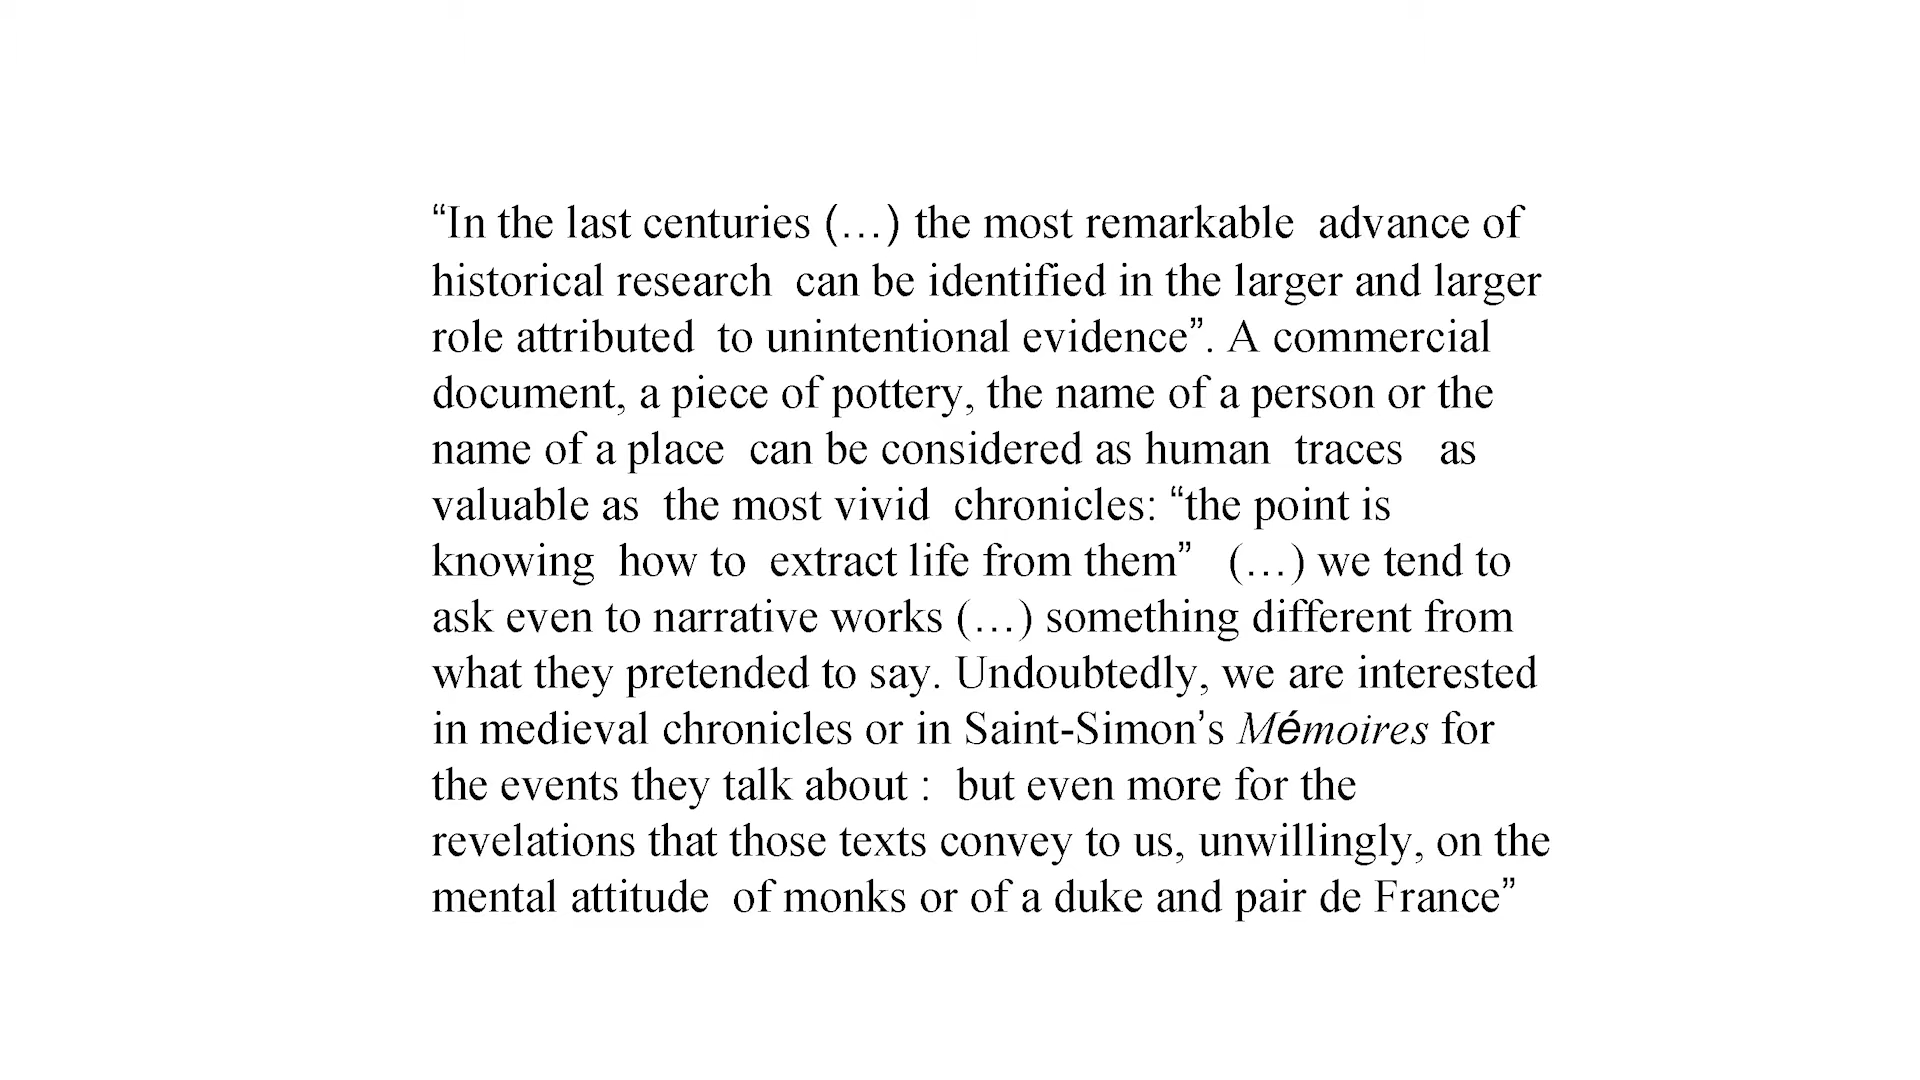 “In the last centuries (…) the most remarkable advance of
historical research can be identified in the larger and larger
role attributed to unintentional evidence”. A commercial
document, a piece of pottery, the name of a person or the
name of a place can be considered as human traces as
valuable as the most vivid chronicles: “the point is
knowing how to extract life from them” (…) we tend to
ask even to narrative works (…) something different from
what they pretended to say. Undoubtedly, we are interested
in medieval chronicles or in Saint-Simon’s Mémoires for
the events they talk about : but even more for the
revelations that those texts convey to us, unwillingly, on the
mental attitude of monks or of a duke and pair de France”